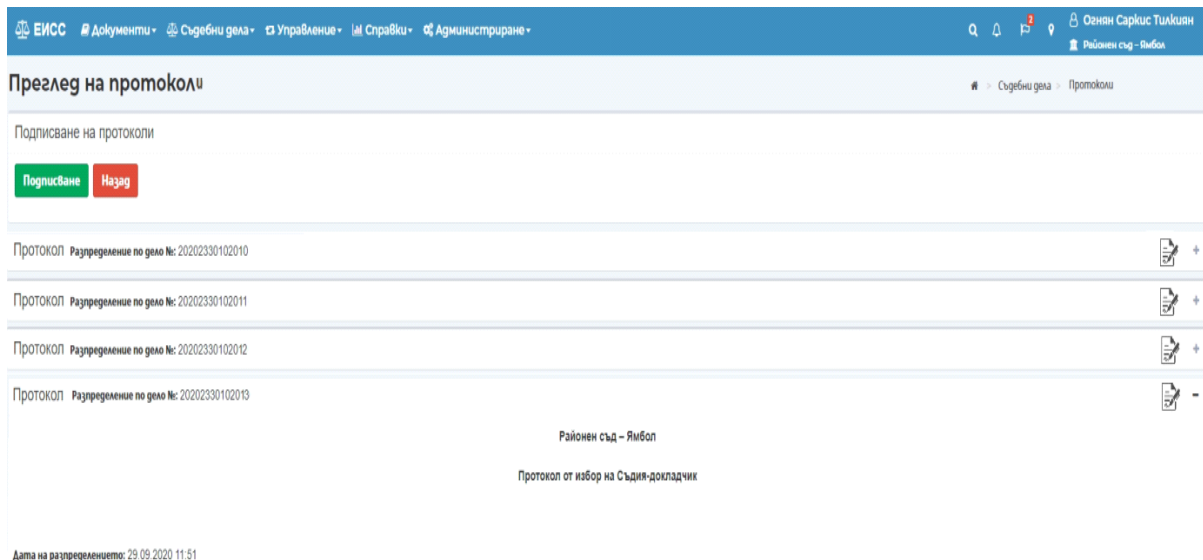 ЕИСС Документи Съдебни дела Управление Справки Администриране 2 Огнян Саркис Тилкиян
Районен съд – Ямбол
Преглед на протоколи
> Съдебни дела > Протоколи
Подписване на протоколи
Подписване Назад
Протокол Разпределение по дело №: 20202330102010 +
Протокол Разпределение по дело №: 20202330102011 +
Протокол Разпределение по дело №: 20202330102012 +
Протокол Разпределение по дело №: 20202330102013 -
Районен съд – Ямбол
Протокол от избор на Съдия-докладчик
Дата на разпределението: 29.09.2020 11:51